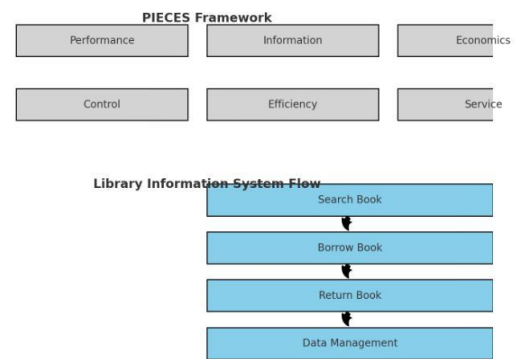 PIECES Framework
Performance Information Economics
Control Efficiency Service
Library Information System Flow
Search Book
Borrow Book
Return Book
Data Management